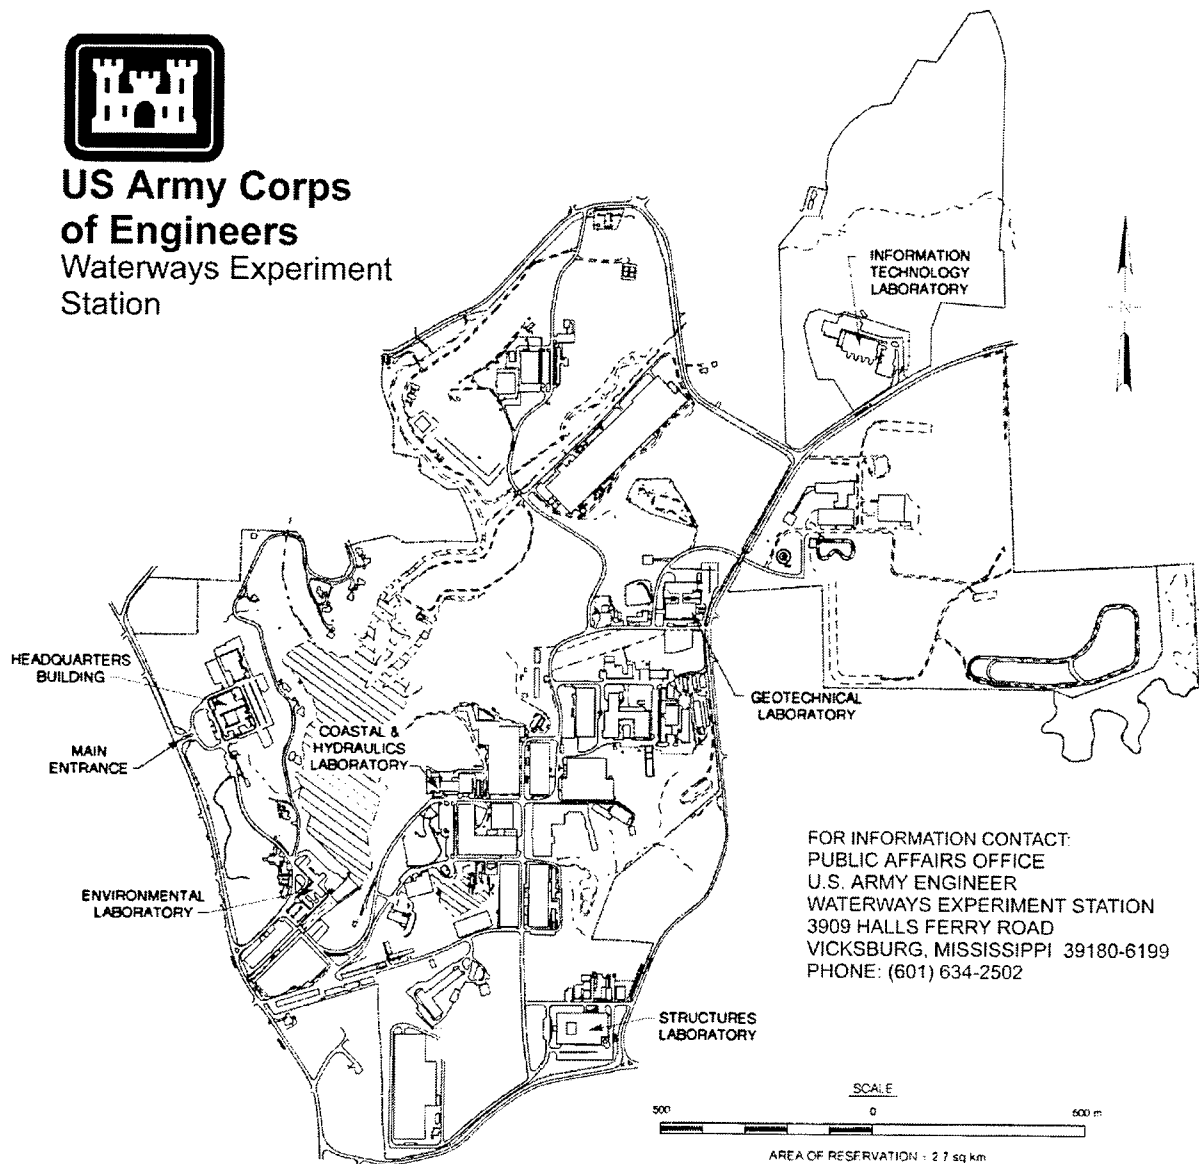 US Army Corps
of Engineers
Waterways Experiment
Station
INFORMATION
TECHNOLOGY
LABORATORY
N
HEADQUARTERS
BUILDING
MAIN
ENTRANCE
COASTAL &
HYDRAULICS
LABORATORY
GEOTECHNICAL
LABORATORY
ENVIRONMENTAL
LABORATORY
STRUCTURES
LABORATORY
FOR INFORMATION CONTACT:
PUBLIC AFFAIRS OFFICE
U.S. ARMY ENGINEER
WATERWAYS EXPERIMENT STATION
3909 HALLS FERRY ROAD
VICKSBURG, MISSISSIPPI 39180-6199
PHONE: (601) 634-2502
SCALE
500 0 500 m
AREA OF RESERVATION : 2.7 sq km